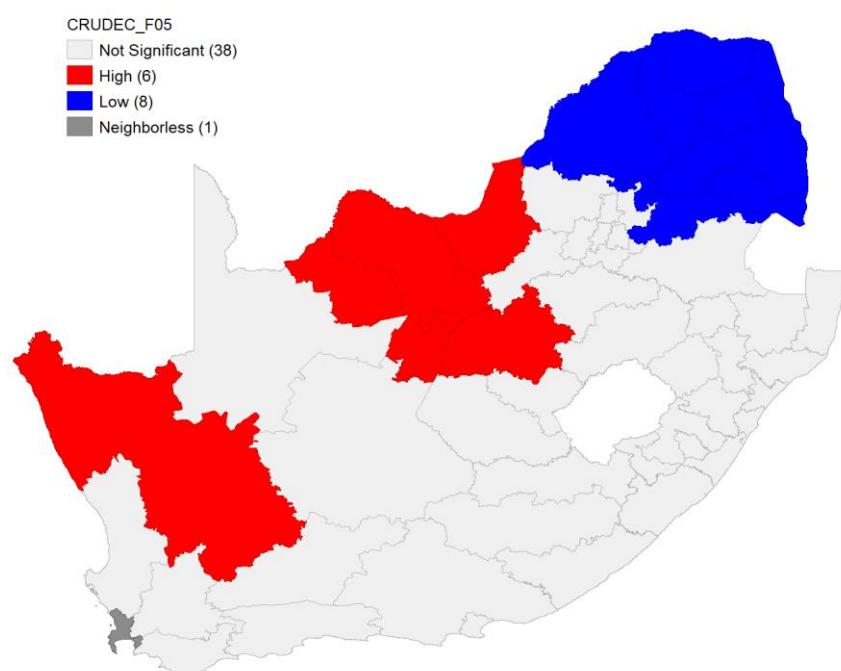 CRUDEC_F05
Not Significant (38)
High (6)
Low (8)
Neighborless (1)